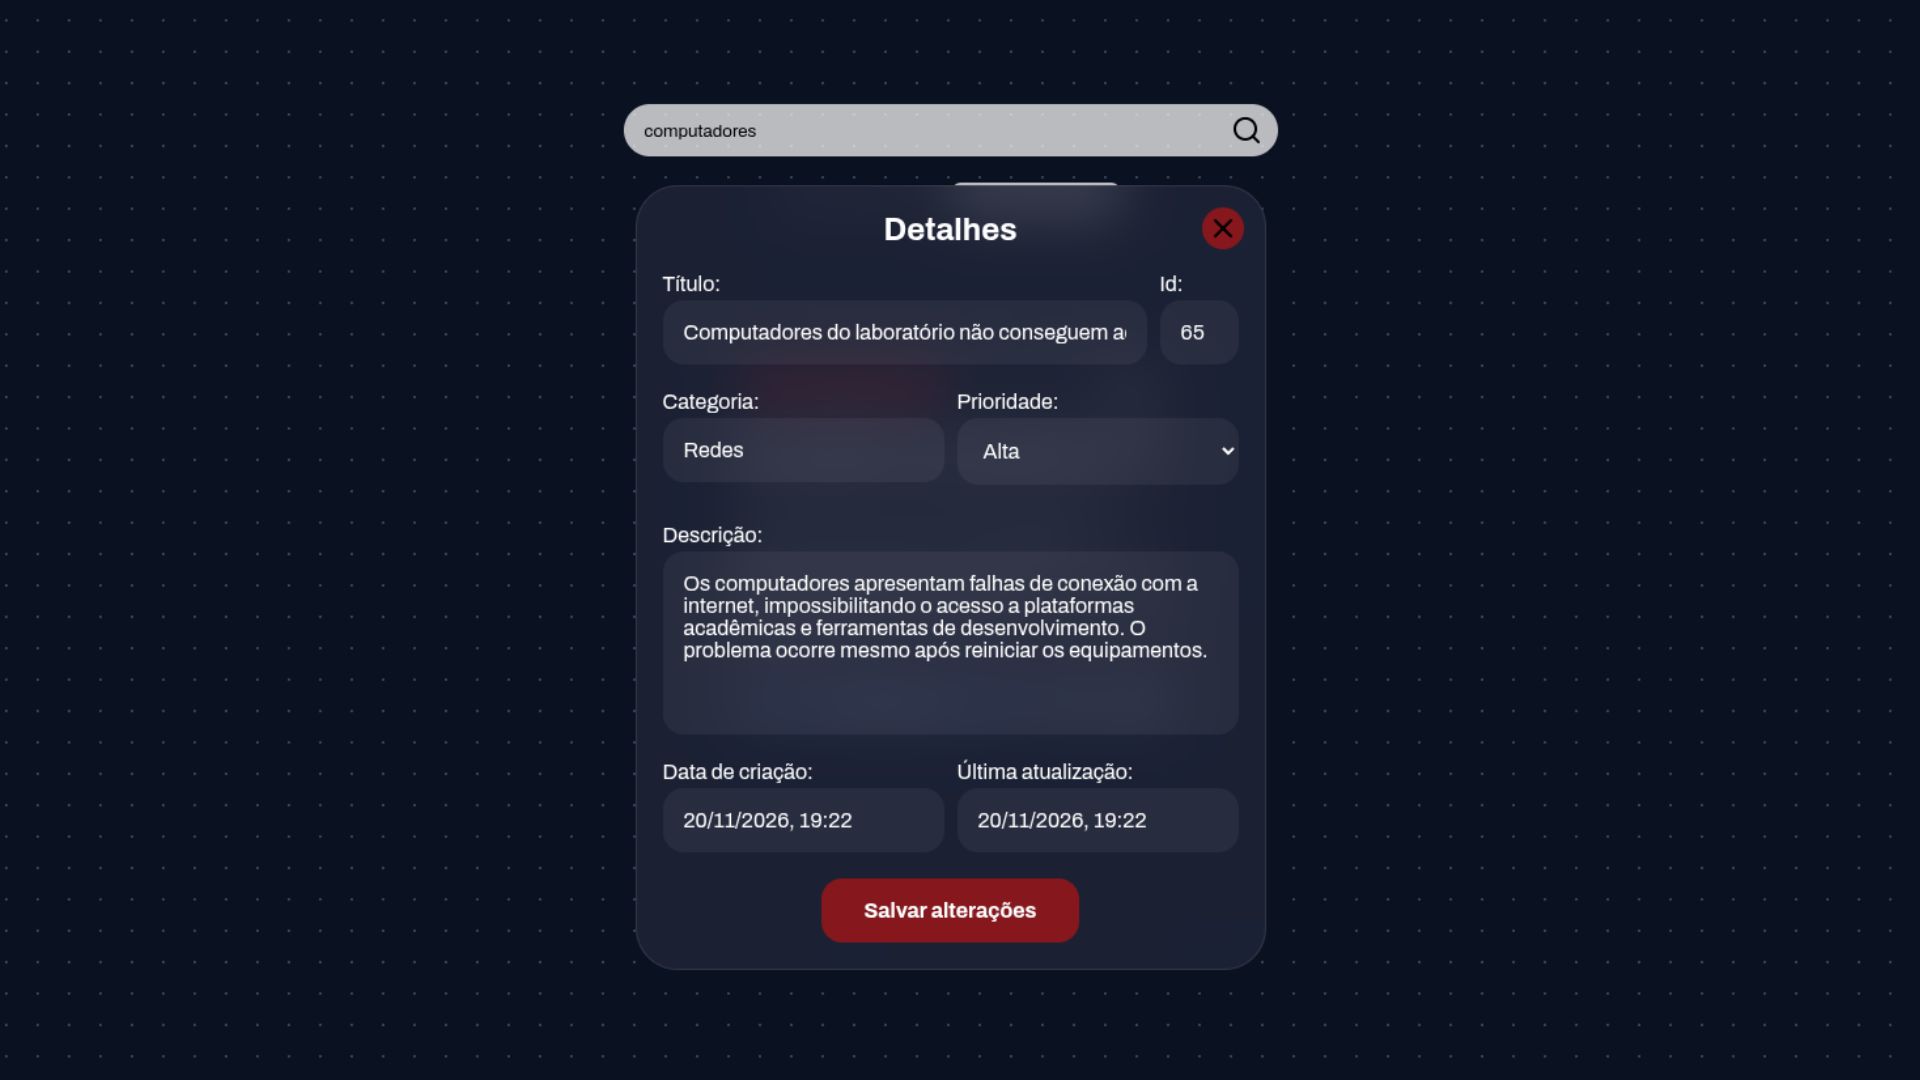 computadores
Detalhes
Título:
Id:
Computadores do laboratório não conseguem
65
Categoria:
Prioridade:
Redes
Alta
Descrição:
Os computadores apresentam falhas de conexão com a
internet, impossibilitando o acesso a plataformas
acadêmicas e ferramentas de desenvolvimento. O
problema ocorre mesmo após reiniciar os equipamentos.
Data de criação:
Última atualização:
20/11/2026, 19:22
20/11/2026, 19:22
Salvar alterações